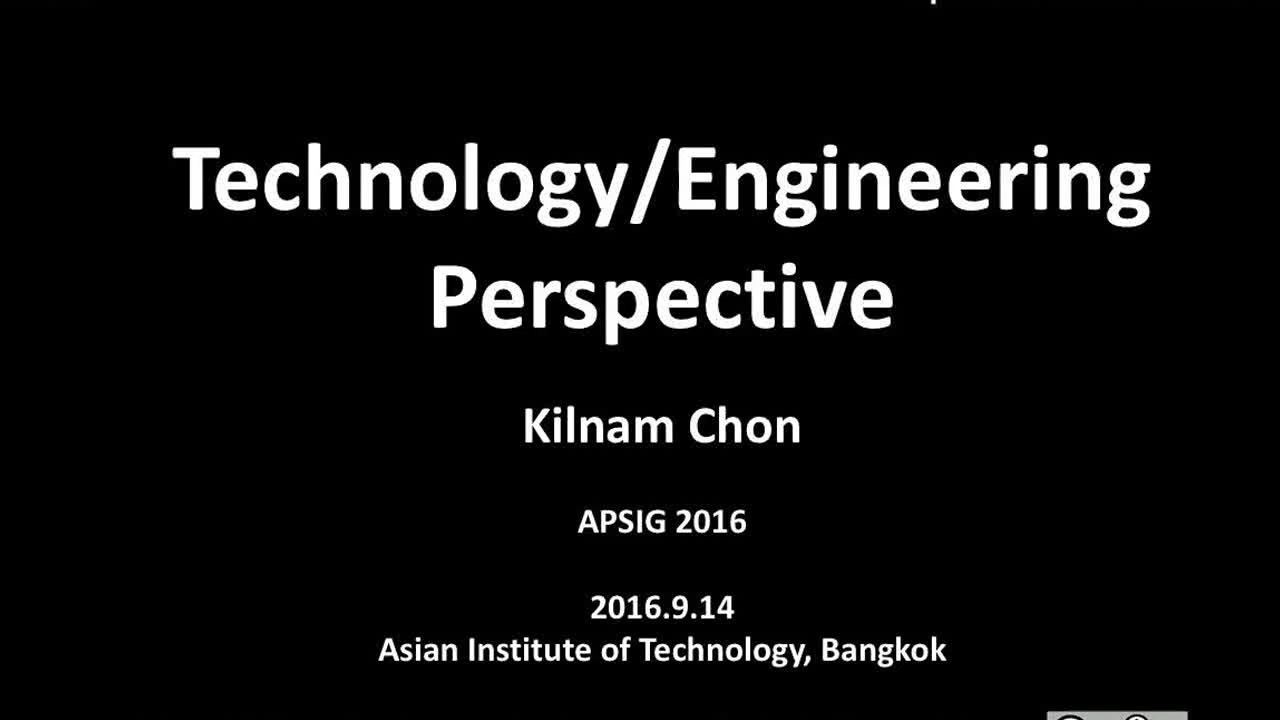 Technology/Engineering
Perspective
Kilnam Chon
APSIG 2016
2016.9.14
Asian Institute of Technology, Bangkok